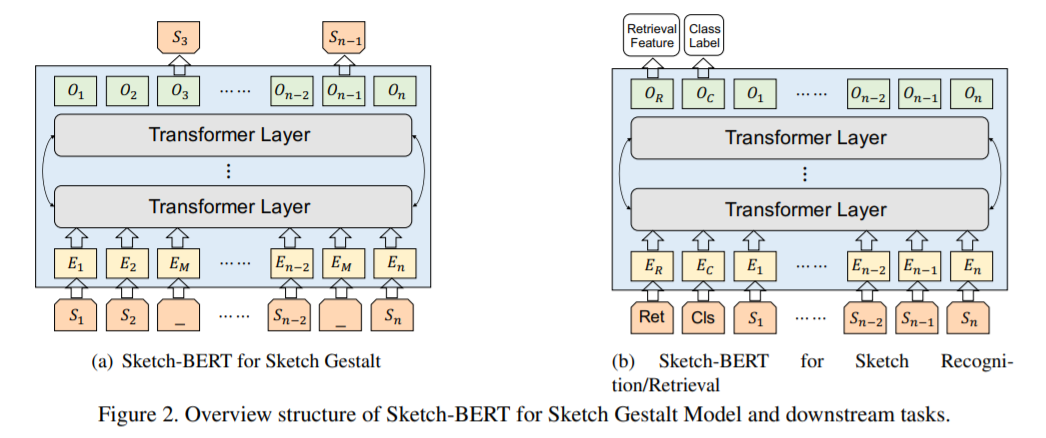 S_3 S_{n-1}
O_1 O_2 O_3 ...... O_{n-2} O_{n-1} O_n
Transformer Layer
⋮
Transformer Layer
E_1 E_2 E_M ...... E_{n-2} E_M E_n
S_1 S_2 _ ...... S_{n-2} _ S_n
(a) Sketch-BERT for Sketch Gestalt
Retrieval Class
Feature Label
O_R O_C O_1 ...... O_{n-2} O_{n-1} O_n
Transformer Layer
⋮
Transformer Layer
E_R E_C E_1 ...... E_{n-2} E_{n-1} E_n
Ret Cls S_1 ...... S_{n-2} S_{n-1} S_n
(b) Sketch-BERT for Sketch Recogni-
tion/Retrieval
Figure 2. Overview structure of Sketch-BERT for Sketch Gestalt Model and downstream tasks.